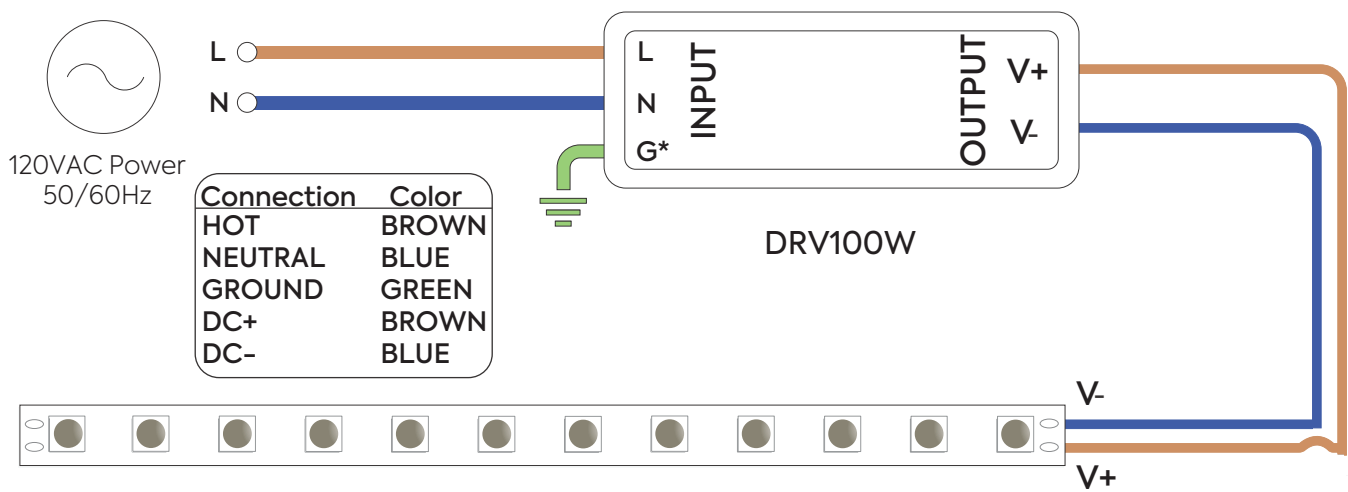 L
N
120VAC Power
50/60Hz
L
N
G*
INPUT
OUTPUT
V+
V-
DRV100W
Connection Color
HOT BROWN
NEUTRAL BLUE
GROUND GREEN
DC+ BROWN
DC- BLUE
V-
V+